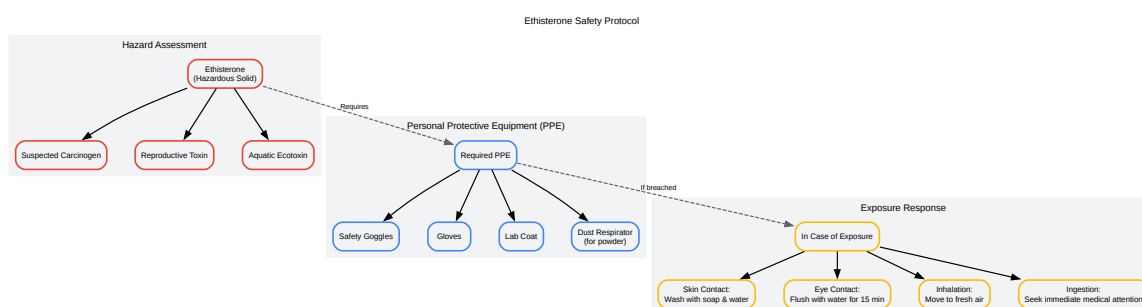 Ethisterone Safety Protocol
Hazard Assessment
Ethisterone
(Hazardous Solid)
Requires
Suspected Carcinogen
Reproductive Toxin
Aquatic Ecotoxin
Personal Protective Equipment (PPE)
Required PPE
If breached
Safety Goggles
Gloves
Lab Coat
Dust Respirator
(for powder)
Exposure Response
In Case of Exposure
Skin Contact:
Wash with soap & water
Eye Contact:
Flush with water for 15 min
Inhalation:
Move to fresh air
Ingestion:
Seek immediate medical attention